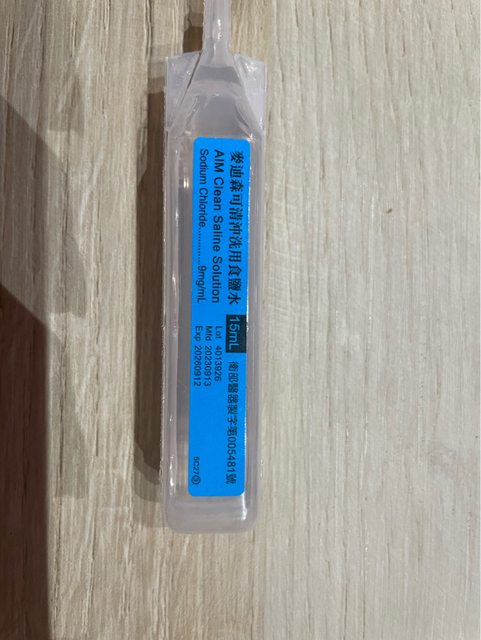 麥迪森可清沖洗用食鹽水 15mL 衛部醫器製字第005481號
AIM Clean Saline Solution
Sodium Chloride.............9mg/mL
Lot 4013926
Mfd 20230913
Exp 20260912